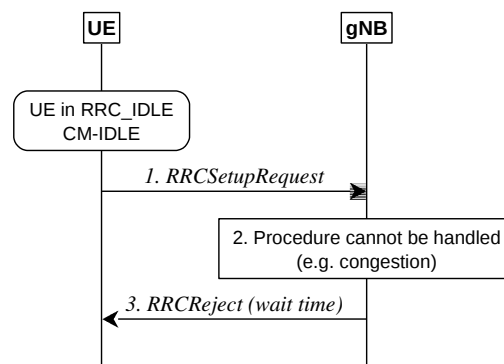 UE gNB
UE in RRC_IDLE
CM-IDLE
1. RRCSetupRequest
2. Procedure cannot be handled
(e.g. congestion)
3. RRCReject (wait time)